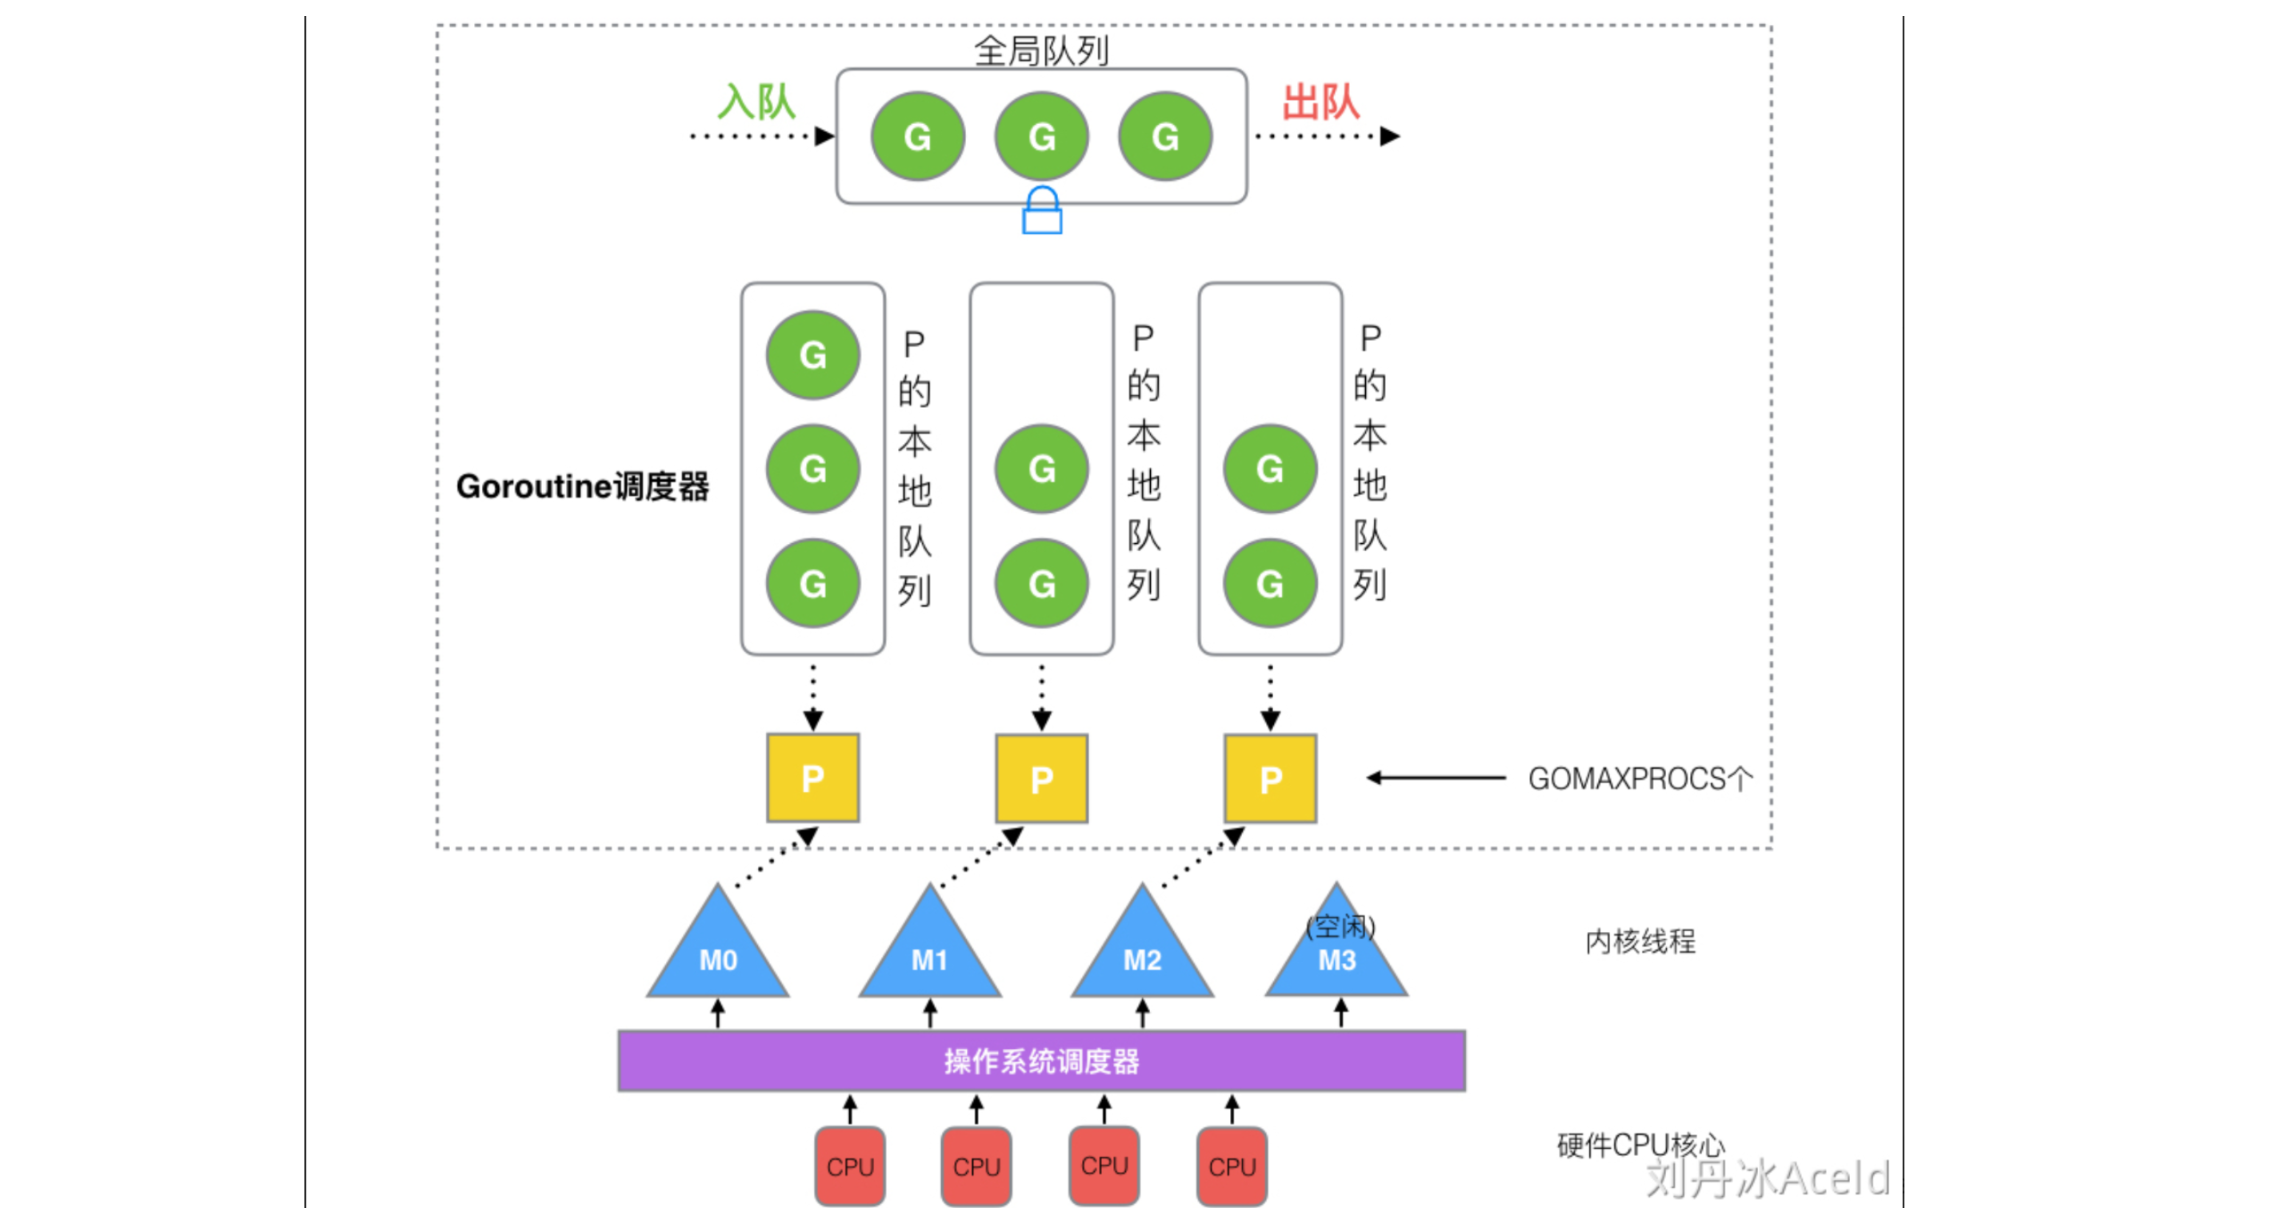 全局队列
入队
出队
G G G
G
G
G
P的本地队列
G
G
P的本地队列
G
G
P的本地队列
Goroutine调度器
P P P
GOMAXPROCS个
(空闲)
M0 M1 M2 M3
内核线程
操作系统调度器
硬件CPU核心
CPU CPU CPU CPU
刘丹冰Aceld